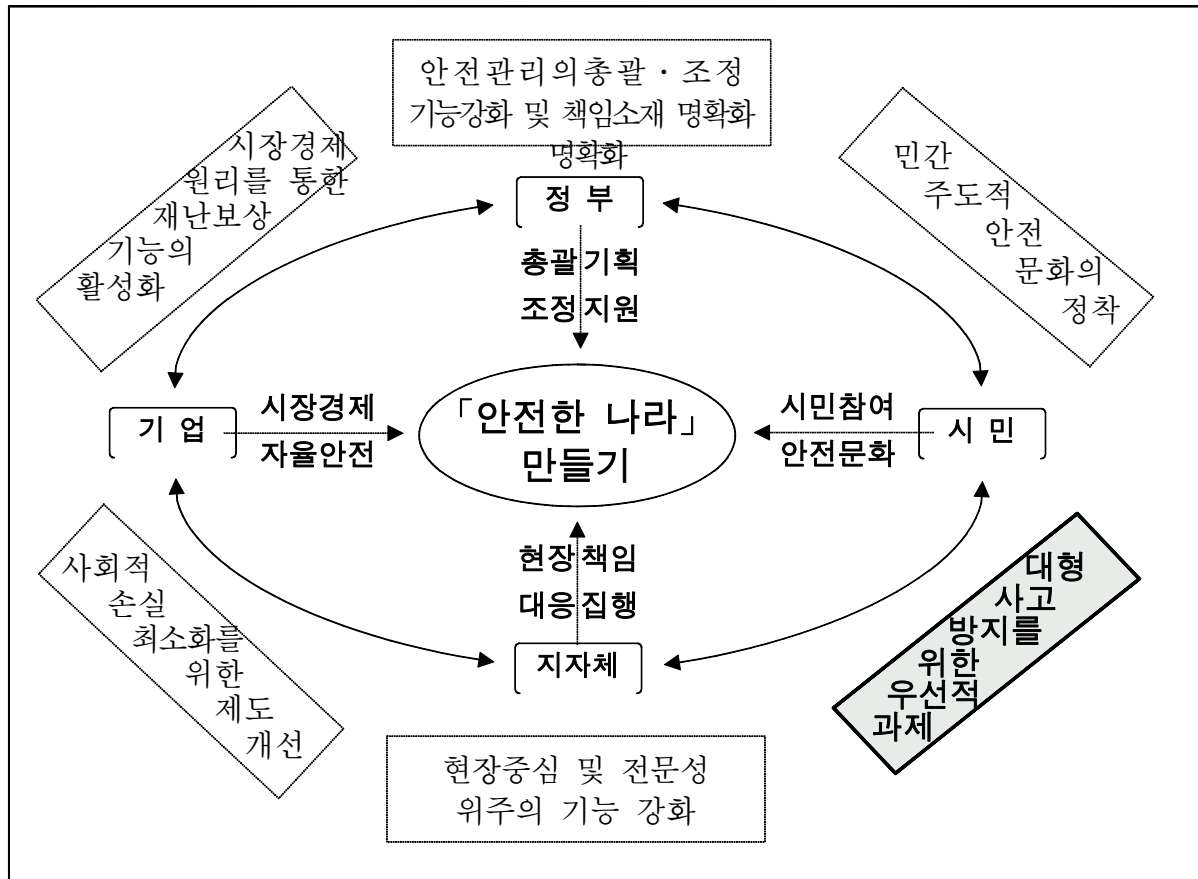 안전관리의총괄·조정
기능강화 및 책임소재 명확화
명확화
시장경제
원리를 통한
재난보상
기능의
활성화
민간
주도적
안전
문화의
정착
정 부
총괄 기획
조정 지원
기 업
시장경제
자율안전
「안전한 나라」
만들기
시민참여
안전문화
시 민
현장 책임
대응 집행
지자체
사회적
손실
최소화를
위한
제도
개선
대형
사고
방지를
위한
우선적
과제
현장중심 및 전문성
위주의 기능 강화